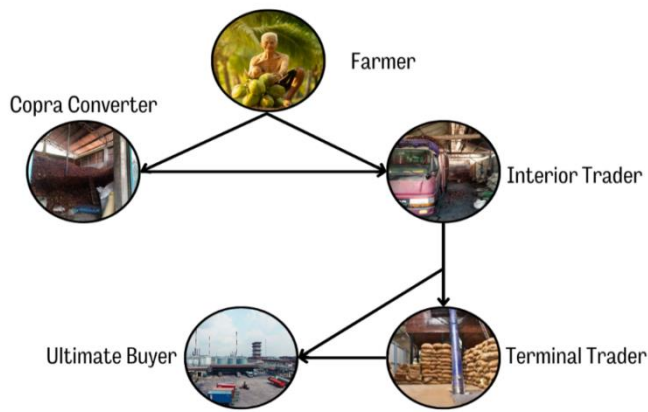 Farmer
Copra Converter
Interior Trader
Ultimate Buyer
Terminal Trader